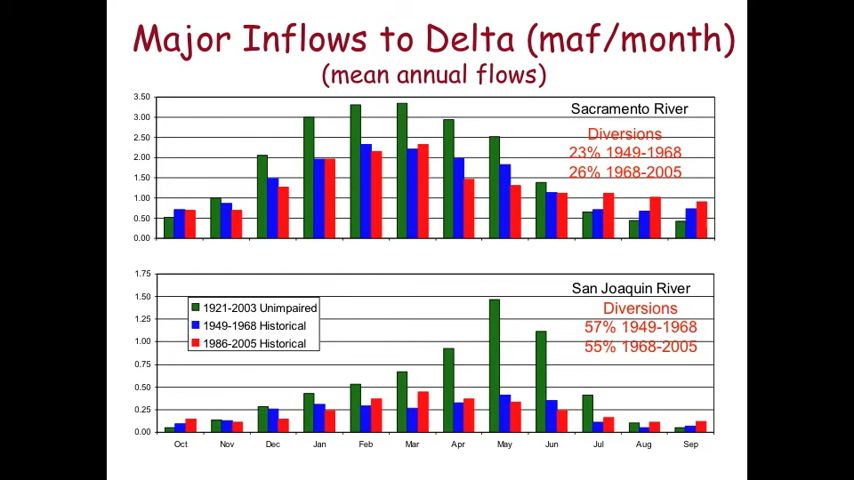 Major Inflows to Delta (maf/month)
(mean annual flows)
3.50
3.00
2.50
2.00
1.50
1.00
0.50
0.00
Sacramento River
Diversions
23% 1949-1968
26% 1968-2005
1.75
1.50
1.25
1.00
0.75
0.50
0.25
0.00
1921-2003 Unimpaired
1949-1968 Historical
1986-2005 Historical
San Joaquin River
Diversions
57% 1949-1968
55% 1968-2005
Oct Nov Dec Jan Feb Mar Apr May Jun Jul Aug Sep